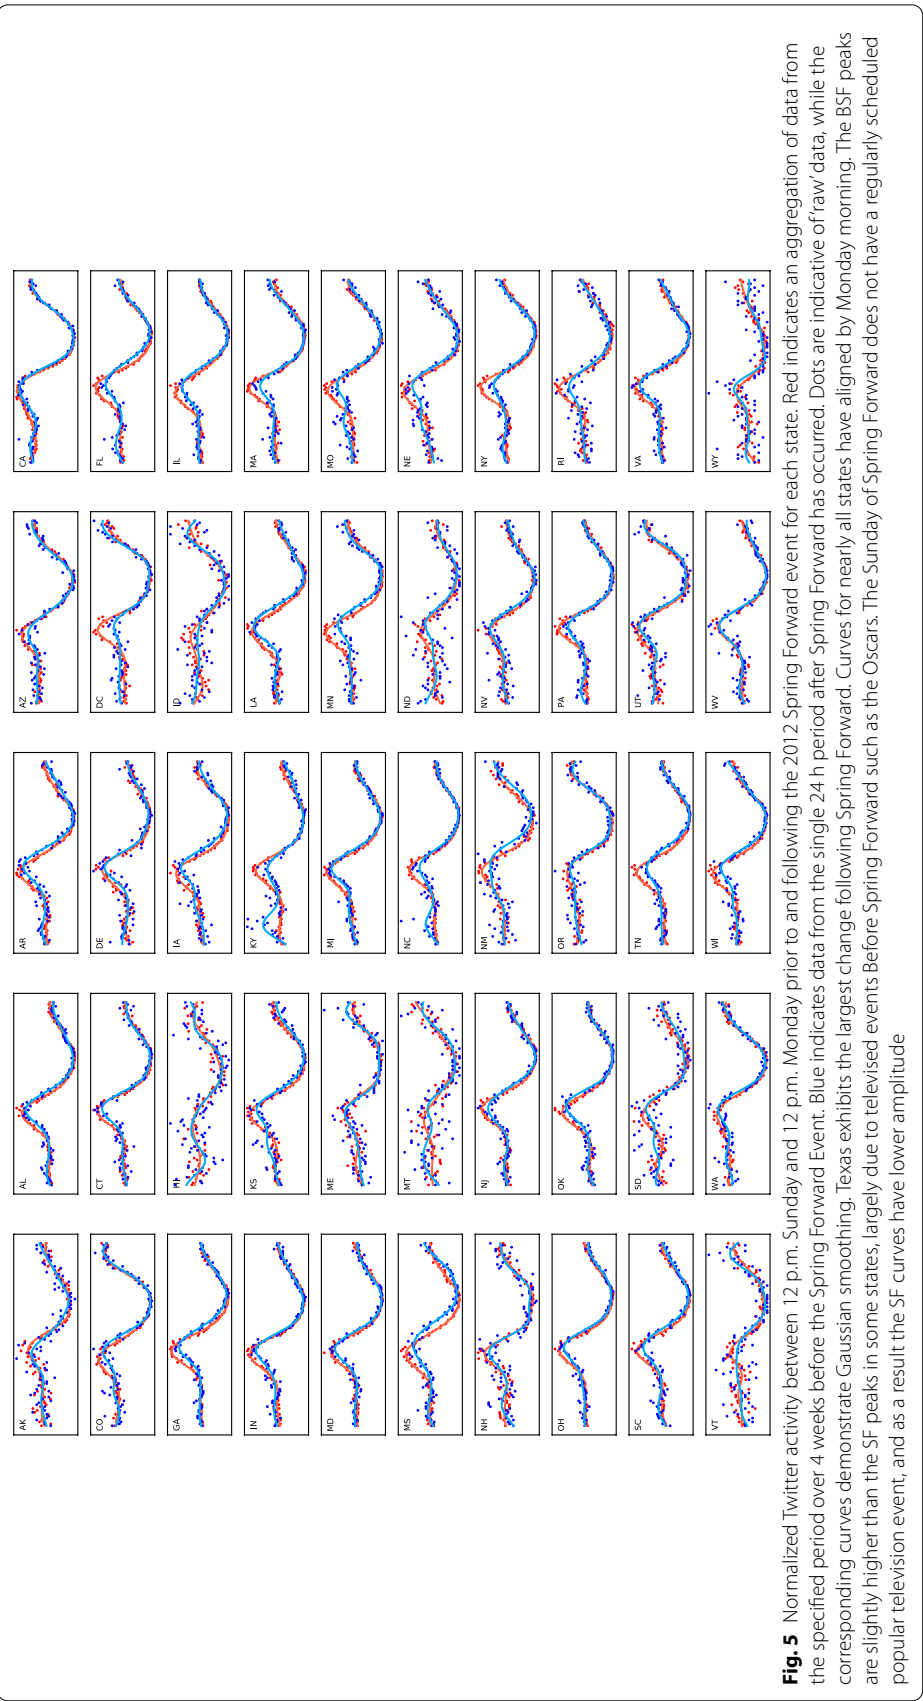 AK AL AR AZ CA
CO CT DE DC FL
GA HI IA ID IL
IN KS KY LA MA
MD ME MI MN MO
MS MT NC ND NE
NH NJ NM NV NY
OH OK OR PA RI
SC SD TN UT VA
VT WA WI WV WY
Fig. 5 Normalized Twitter activity between 12 p.m. Sunday and 12 p.m. Monday prior to and following the 2012 Spring Forward event for each state. Red indicates an aggregation of data from
the specified period over 4 weeks before the Spring Forward Event. Blue indicates data from the single 24 h period after Spring Forward has occurred. Dots are indicative of 'raw' data, while the
corresponding curves demonstrate Gaussian smoothing. Texas exhibits the largest change following Spring Forward. Curves for nearly all states have aligned by Monday morning. The BSF peaks
are slightly higher than the SF peaks in some states, largely due to televised events Before Spring Forward such as the Oscars. The Sunday of Spring Forward does not have a regularly scheduled
popular television event, and as a result the SF curves have lower amplitude